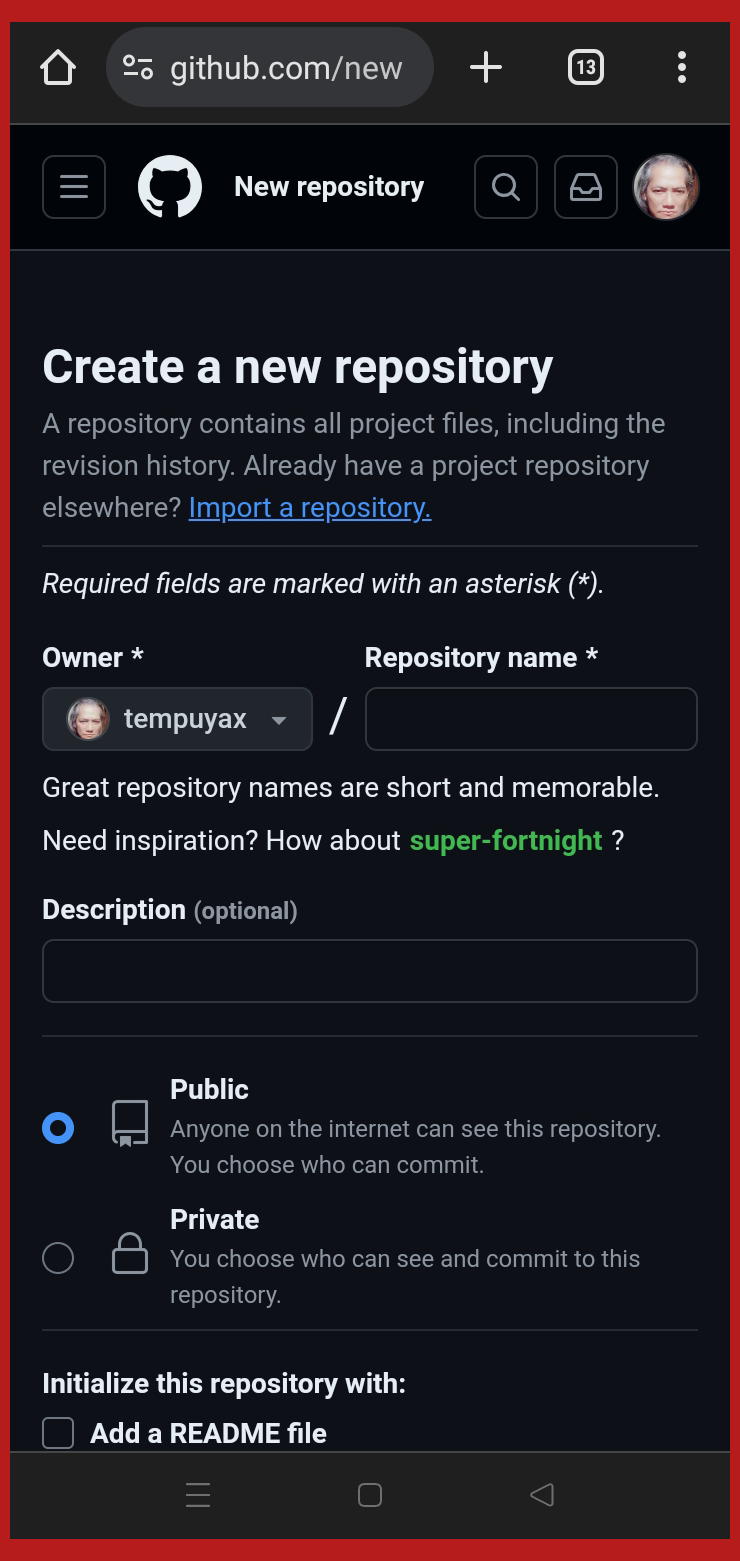 github.com/new
13
New repository
Create a new repository
A repository contains all project files, including the
revision history. Already have a project repository
elsewhere? Import a repository.
Required fields are marked with an asterisk (*).
Owner * Repository name *
tempuyax /
Great repository names are short and memorable.
Need inspiration? How about super-fortnight ?
Description (optional)
Public
Anyone on the internet can see this repository.
You choose who can commit.
Private
You choose who can see and commit to this
repository.
Initialize this repository with:
Add a README file